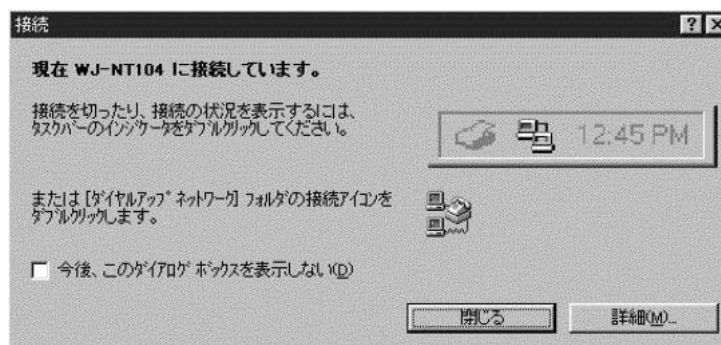 接続
現在 WJ-NT104 に接続しています。
接続を切ったり、接続の状況を表示するには、
タスクバーのインジケータをダブルクリックしてください。
12:45 PM
または [ダイヤルアップ ネットワーク] フォルダの接続アイコンを
ダブルクリックします。
今後、このダイアログ ボックスを表示しない(D)
閉じる
詳細(M)...